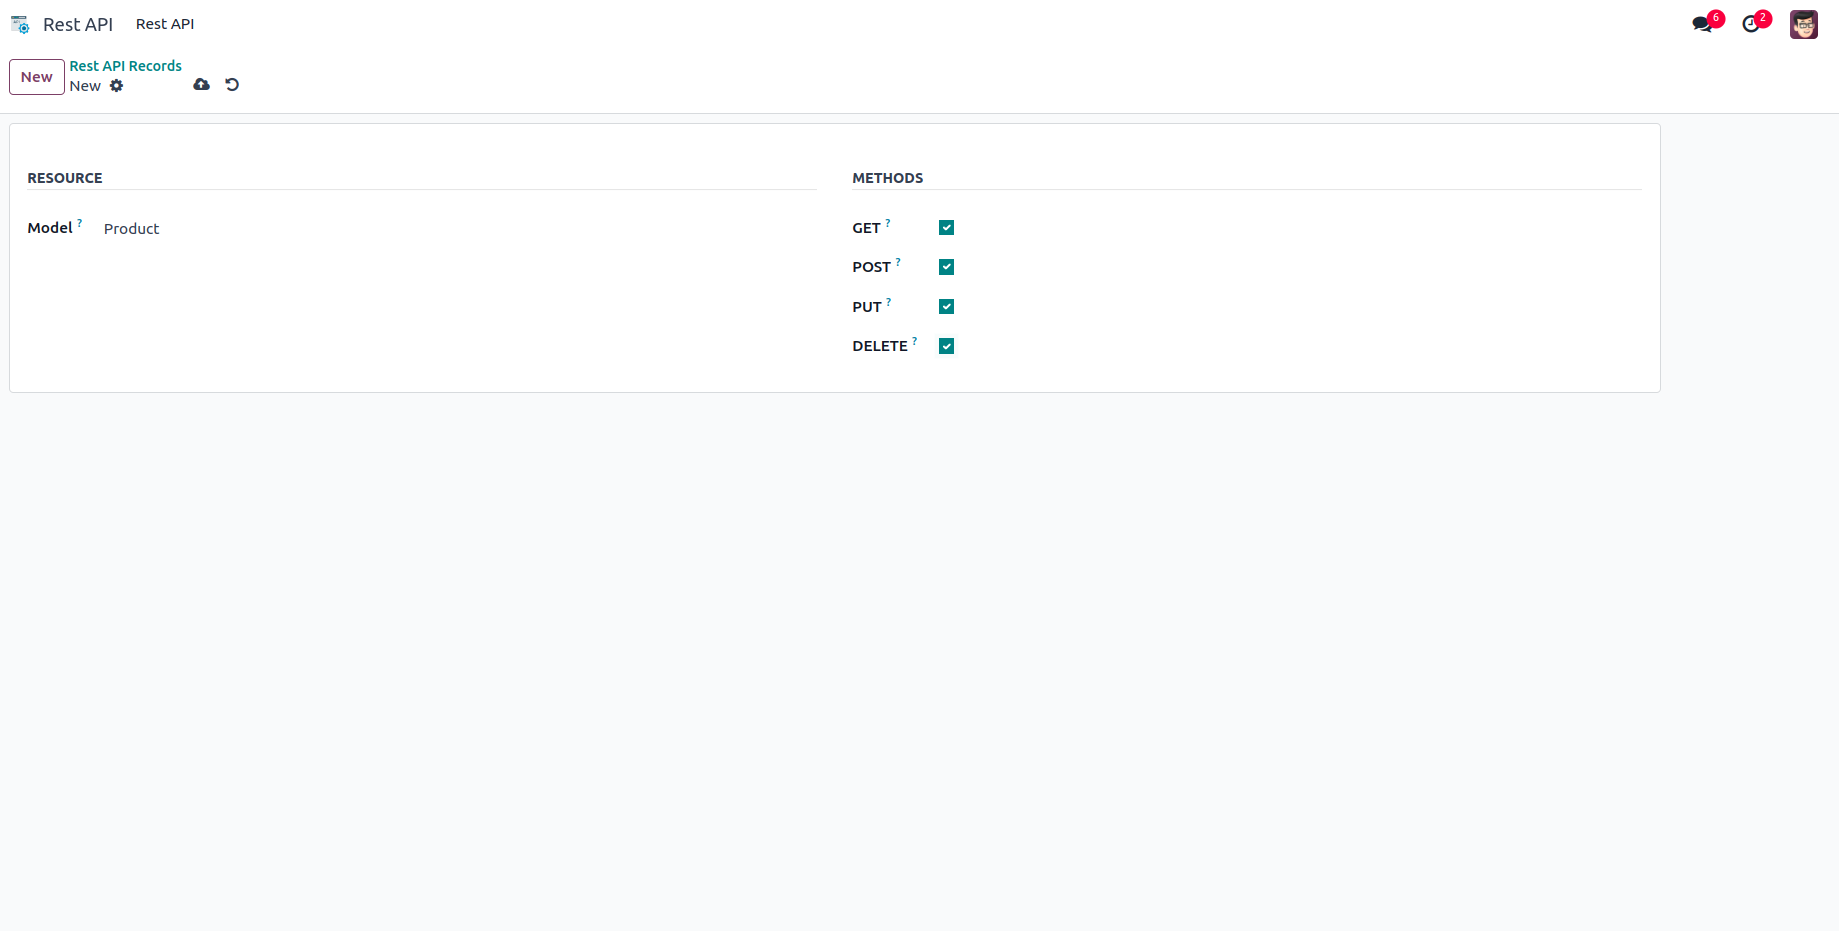 Rest API Rest API 6 2
New Rest API Records
New
RESOURCE
Model ? Product
METHODS
GET ?
POST ?
PUT ?
DELETE ?